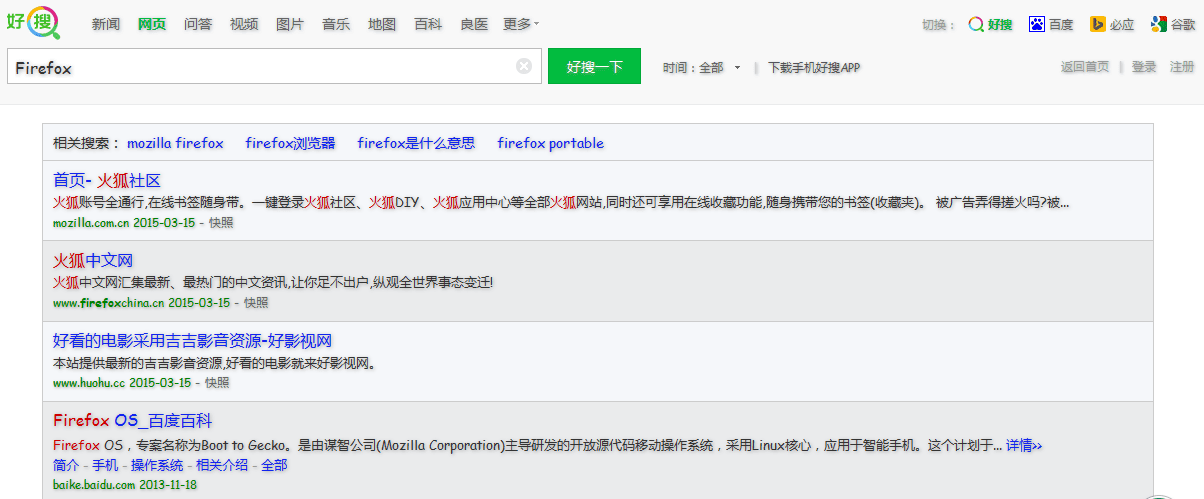 好搜 新闻 网页 问答 视频 图片 音乐 地图 百科 良医 更多 切换： 好搜 百度 必应 谷歌
Firefox 好搜一下 时间：全部 | 下载手机好搜APP 返回首页 | 登录 注册
相关搜索： mozilla firefox firefox浏览器 firefox是什么意思 firefox portable
首页- 火狐社区
火狐账号全通行,在线书签随身带。一键登录火狐社区、火狐DIY、火狐应用中心等全部火狐网站,同时还可享用在线收藏功能,随身携带您的书签(收藏夹)。 被广告弄得搓火吗?被...
mozilla.com.cn 2015-03-15 - 快照
火狐中文网
火狐中文网汇集最新、最热门的中文资讯,让你足不出户,纵观全世界事态变迁!
www.firefoxchina.cn 2015-03-15 - 快照
好看的电影采用吉吉影音资源-好影视网
本站提供最新的吉吉影音资源,好看的电影就来好影视网。
www.huohu.cc 2015-03-15 - 快照
Firefox OS_百度百科
Firefox OS，专案名称为Boot to Gecko。是由谋智公司(Mozilla Corporation)主导研发的开放源代码移动操作系统，采用Linux核心，应用于智能手机。这个计划于... 详情>>
简介 - 手机 - 操作系统 - 相关介绍 - 全部
baike.baidu.com 2013-11-18